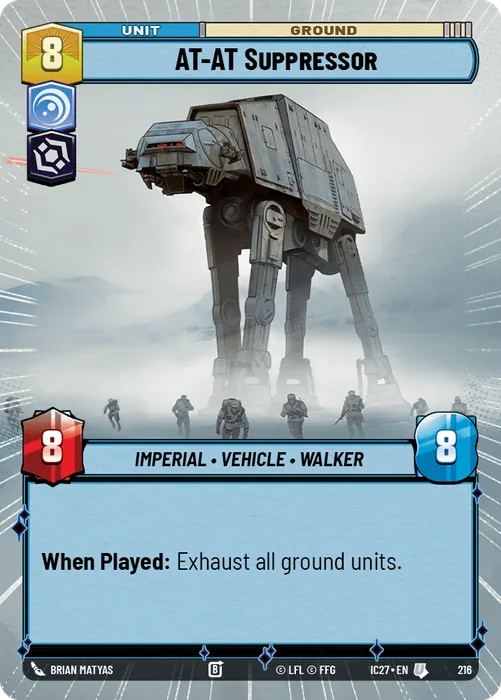 UNIT
GROUND
8
AT-AT SUPPRESSOR
8
IMPERIAL • VEHICLE • WALKER
8
When Played: Exhaust all ground units.
BRIAN MATYAS
B
© LFL © FFG
IC27•EN
216